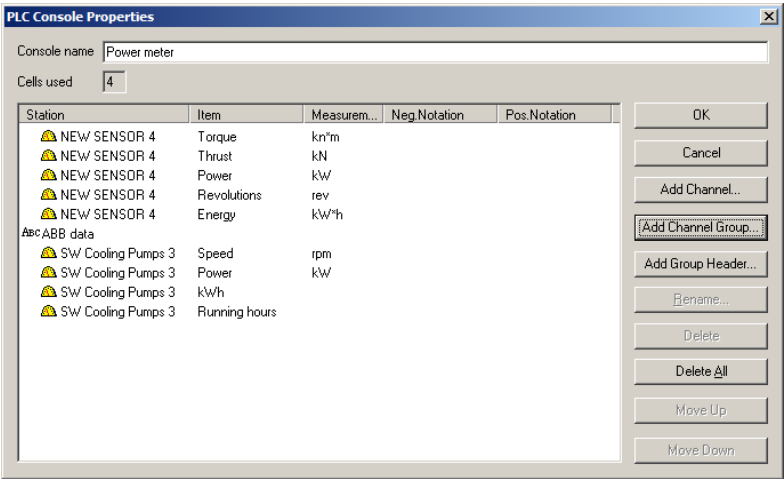 PLC Console Properties
Console name Power meter
Cells used 4
Station Item Measurem... Neg.Notation Pos.Notation
NEW SENSOR 4 Torque kn*m
NEW SENSOR 4 Thrust kN
NEW SENSOR 4 Power kW
NEW SENSOR 4 Revolutions rev
NEW SENSOR 4 Energy kW*h
ABC ABB data
SW Cooling Pumps 3 Speed rpm
SW Cooling Pumps 3 Power kW
SW Cooling Pumps 3 kWh
SW Cooling Pumps 3 Running hours
OK
Cancel
Add Channel...
Add Channel Group...
Add Group Header...
Rename...
Delete
Delete All
Move Up
Move Down